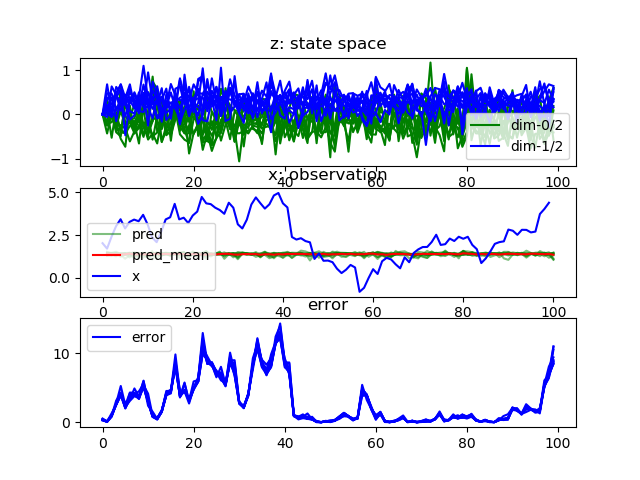 z: state space
1
0
−1
dim-0/2
dim-1/2
0 20 40 60 80 100
x: observation
5.0
2.5
0.0
pred
pred_mean
x
0 20 40 60 80 100
error
10
0
error
0 20 40 60 80 100